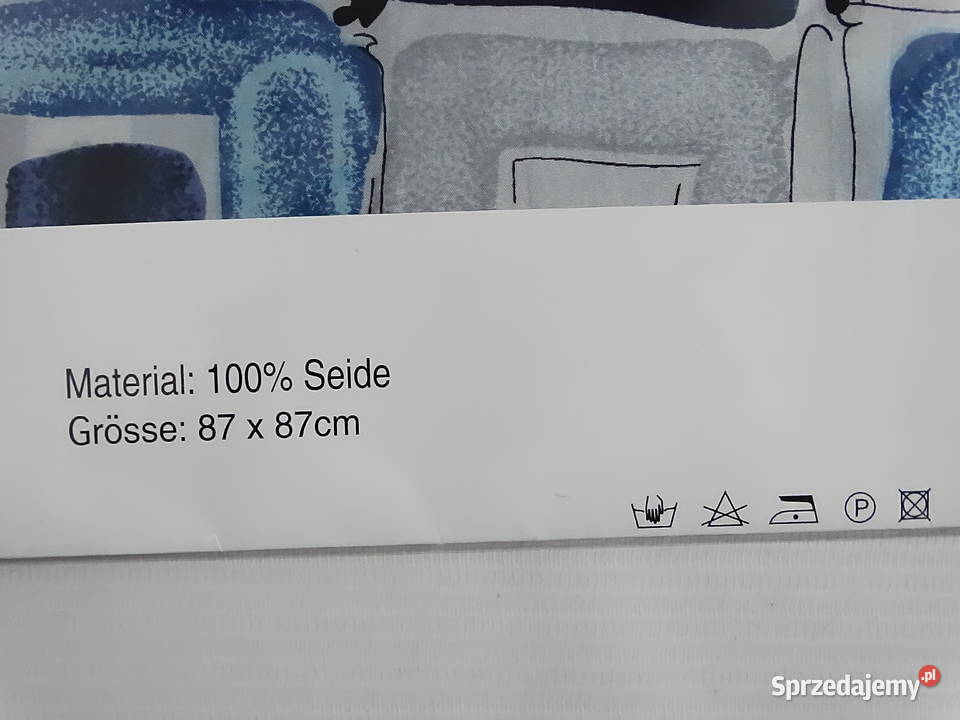 Material: 100% Seide
Grösse: 87 x 87cm
P
Sprzedajemy.pl